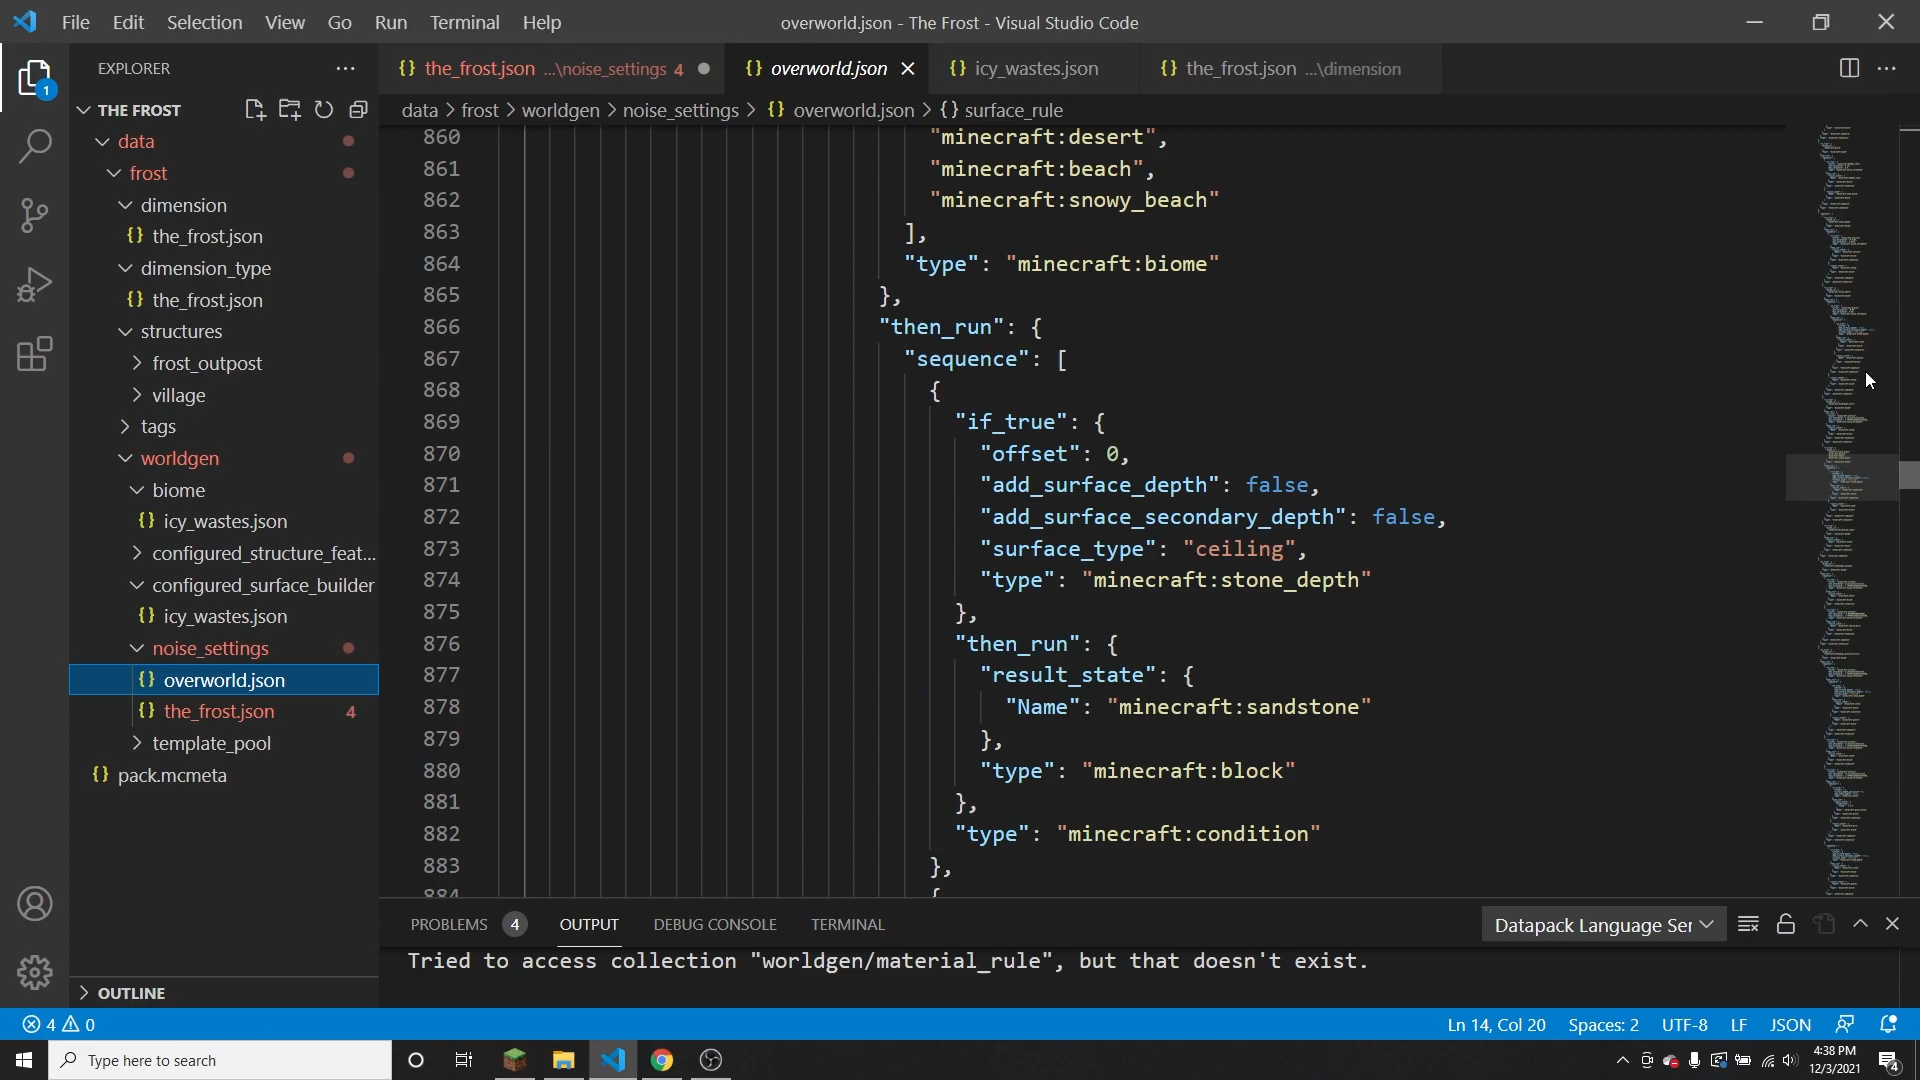 File Edit Selection View Go Run Terminal Help
overworld.json - The Frost - Visual Studio Code
EXPLORER
{} the_frost.json ...\noise_settings 4
{} overworld.json
{} icy_wastes.json
{} the_frost.json ...\dimension
1
THE FROST
data > frost > worldgen > noise_settings > {} overworld.json > {} surface_rule
data
frost
dimension
{} the_frost.json
dimension_type
{} the_frost.json
structures
frost_outpost
village
tags
worldgen
biome
{} icy_wastes.json
configured_structure_feat...
configured_surface_builder
{} icy_wastes.json
noise_settings
{} overworld.json
{} the_frost.json 4
template_pool
{} pack.mcmeta
OUTLINE
860 "minecraft:desert",
861 "minecraft:beach",
862 "minecraft:snowy_beach"
863 ],
864 "type": "minecraft:biome"
865 },
866 "then_run": {
867 "sequence": [
868 {
869 "if_true": {
870 "offset": 0,
871 "add_surface_depth": false,
872 "add_surface_secondary_depth": false,
873 "surface_type": "ceiling",
874 "type": "minecraft:stone_depth"
875 },
876 "then_run": {
877 "result_state": {
878 "Name": "minecraft:sandstone"
879 },
880 "type": "minecraft:block"
881 },
882 "type": "minecraft:condition"
883 },
884 {
PROBLEMS 4 OUTPUT DEBUG CONSOLE TERMINAL
Datapack Language Ser
Tried to access collection "worldgen/material_rule", but that doesn't exist.
4 0
Ln 14, Col 20 Spaces: 2 UTF-8 LF JSON
Type here to search
4:38 PM
12/3/2021
4